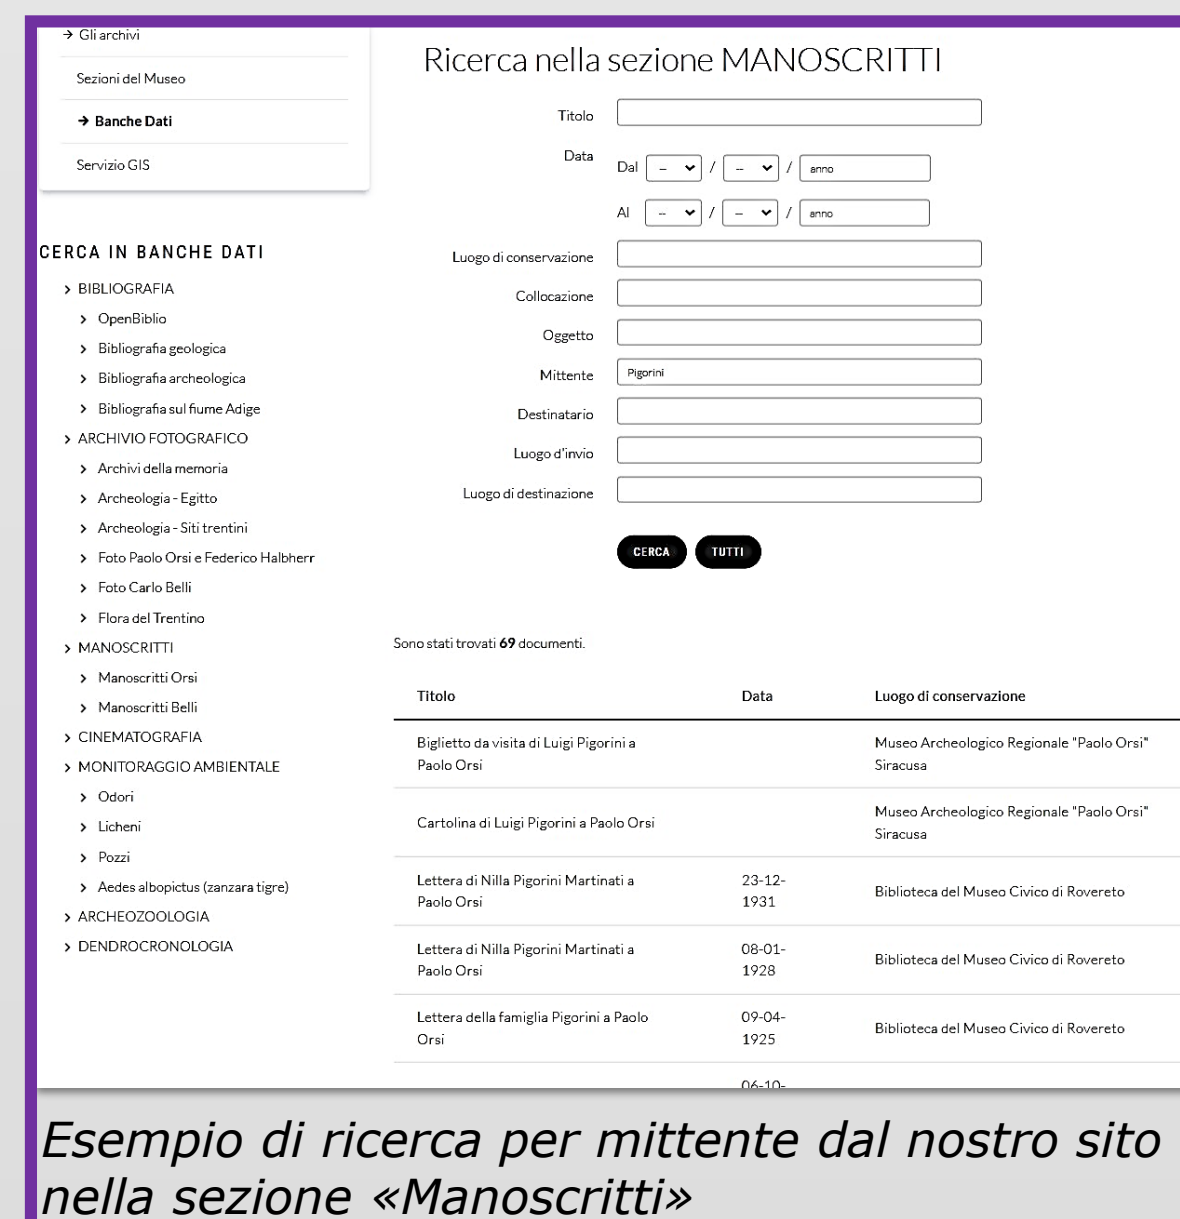 → Gli archivi
Sezioni del Museo
→ Banche Dati
Servizio GIS
CERCA IN BANCHE DATI
> BIBLIOGRAFIA
> OpenBiblio
> Bibliografia geologica
> Bibliografia archeologica
> Bibliografia sul fiume Adige
> ARCHIVIO FOTOGRAFICO
> Archivi della memoria
> Archeologia - Egitto
> Archeologia - Siti trentini
> Foto Paolo Orsi e Federico Halbherr
> Foto Carlo Belli
> Flora del Trentino
> MANOSCRITTI
> Manoscritti Orsi
> Manoscritti Belli
> CINEMATOGRAFIA
> MONITORAGGIO AMBIENTALE
> Odori
> Licheni
> Pozzi
> Aedes albopictus (zanzara tigre)
> ARCHEOZOOLOGIA
> DENDROCRONOLOGIA
Ricerca nella sezione MANOSCRITTI
Titolo
Data
Dal -- / -- / anno
Al -- / -- / anno
Luogo di conservazione
Collocazione
Oggetto
Mittente Pigorini
Destinatario
Luogo d'invio
Luogo di destinazione
CERCA TUTTI
Sono stati trovati 69 documenti.
Titolo Data Luogo di conservazione
Biglietto da visita di Luigi Pigorini a
Paolo Orsi
Museo Archeologico Regionale "Paolo Orsi"
Siracusa
Cartolina di Luigi Pigorini a Paolo Orsi
Museo Archeologico Regionale "Paolo Orsi"
Siracusa
Lettera di Nilla Pigorini Martinati a
Paolo Orsi
23-12-
1931
Biblioteca del Museo Civico di Rovereto
Lettera di Nilla Pigorini Martinati a
Paolo Orsi
08-01-
1928
Biblioteca del Museo Civico di Rovereto
Lettera della famiglia Pigorini a Paolo
Orsi
09-04-
1925
Biblioteca del Museo Civico di Rovereto
06-10-
Esempio di ricerca per mittente dal nostro sito
nella sezione «Manoscritti»